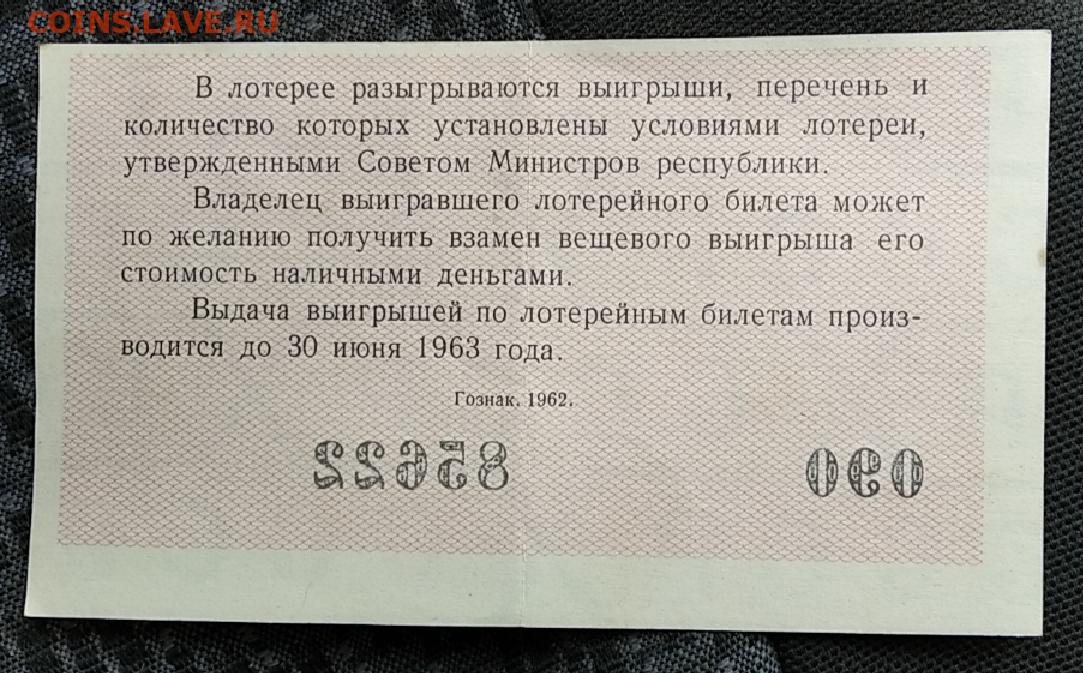 COINS.LAVE.RU
В лотерее разыгрываются выигрыши, перечень и
количество которых установлены условиями лотереи,
утвержденными Советом Министров республики.
Владелец выигравшего лотерейного билета может
по желанию получить взамен вещевого выигрыша его
стоимость наличными деньгами.
Выдача выигрышей по лотерейным билетам произ-
водится до 30 июня 1963 года.
Гознак. 1962.
090 85622